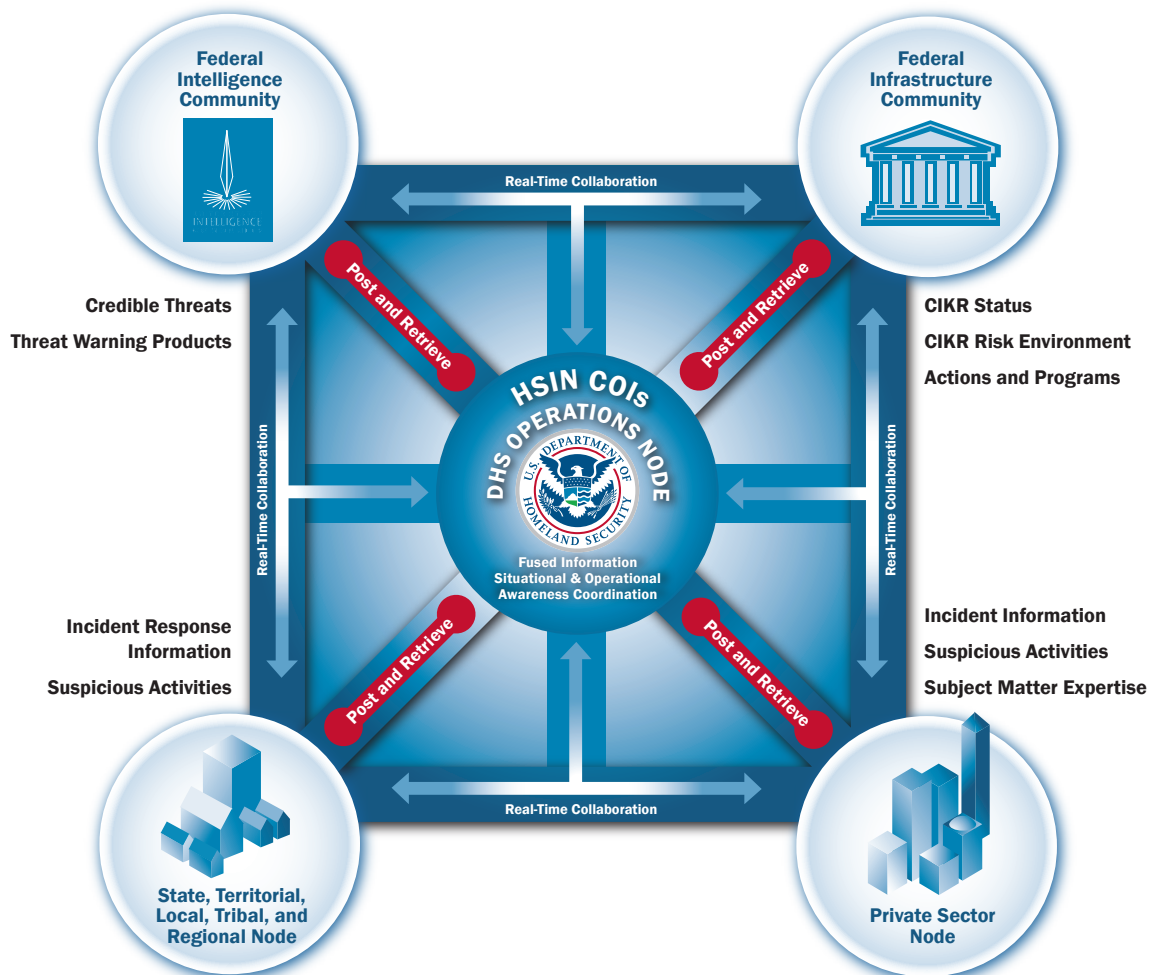 Federal
Intelligence
Community
INTELLIGENCE
Federal
Infrastructure
Community
Real-Time Collaboration
Post and Retrieve
Post and Retrieve
Credible Threats
Threat Warning Products
CIKR Status
CIKR Risk Environment
Actions and Programs
Real-Time Collaboration
HSIN COIs
DHS OPERATIONS NODE
U.S. DEPARTMENT OF
HOMELAND SECURITY
Fused Information
Situational & Operational
Awareness Coordination
Real-Time Collaboration
Incident Response
Information
Suspicious Activities
Incident Information
Suspicious Activities
Subject Matter Expertise
Post and Retrieve
Post and Retrieve
Real-Time Collaboration
State, Territorial,
Local, Tribal, and
Regional Node
Private Sector
Node